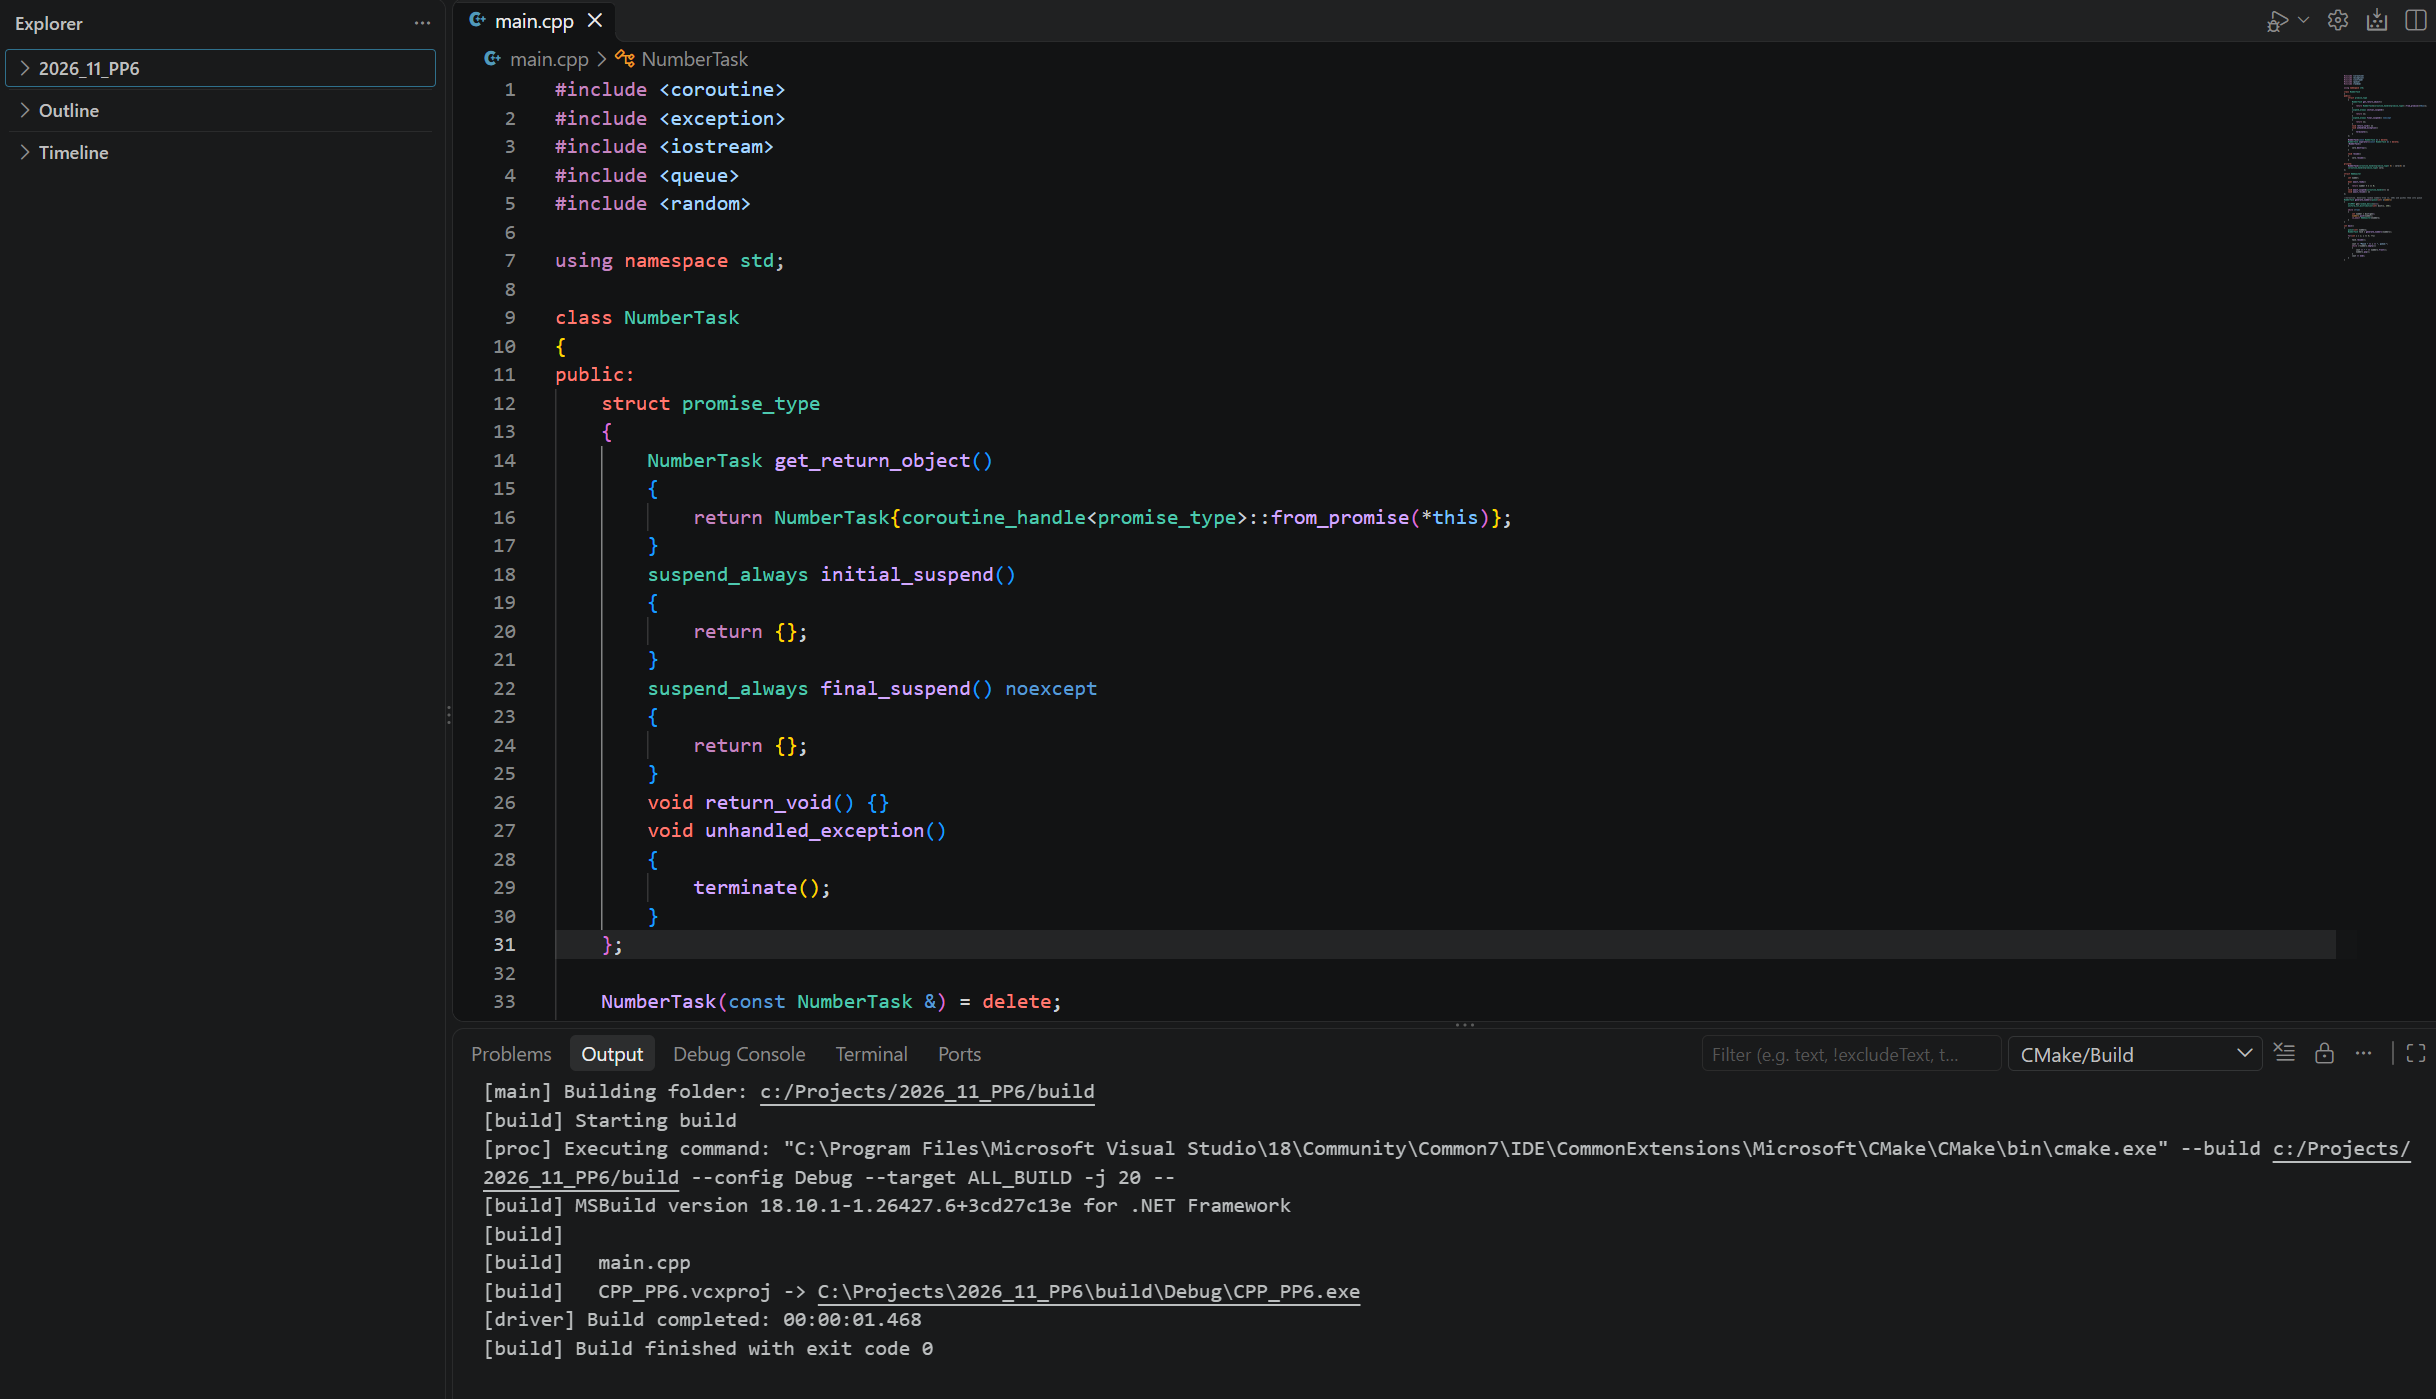 Explorer
2026_11_PP6
Outline
Timeline
main.cpp
main.cpp > NumberTask
1 #include <coroutine>
2 #include <exception>
3 #include <iostream>
4 #include <queue>
5 #include <random>
6
7 using namespace std;
8
9 class NumberTask
10 {
11 public:
12     struct promise_type
13     {
14         NumberTask get_return_object()
15         {
16             return NumberTask{coroutine_handle<promise_type>::from_promise(*this)};
17         }
18         suspend_always initial_suspend()
19         {
20             return {};
21         }
22         suspend_always final_suspend() noexcept
23         {
24             return {};
25         }
26         void return_void() {}
27         void unhandled_exception()
28         {
29             terminate();
30         }
31     };
32
33     NumberTask(const NumberTask &) = delete;
Problems Output Debug Console Terminal Ports Filter (e.g. text, !excludeText, t... CMake/Build
[main] Building folder: c:/Projects/2026_11_PP6/build
[build] Starting build
[proc] Executing command: "C:\Program Files\Microsoft Visual Studio\18\Community\Common7\IDE\CommonExtensions\Microsoft\CMake\CMake\bin\cmake.exe" --build c:/Projects/
2026_11_PP6/build --config Debug --target ALL_BUILD -j 20 --
[build] MSBuild version 18.10.1-1.26427.6+3cd27c13e for .NET Framework
[build]
[build]   main.cpp
[build]   CPP_PP6.vcxproj -> C:\Projects\2026_11_PP6\build\Debug\CPP_PP6.exe
[driver] Build completed: 00:00:01.468
[build] Build finished with exit code 0